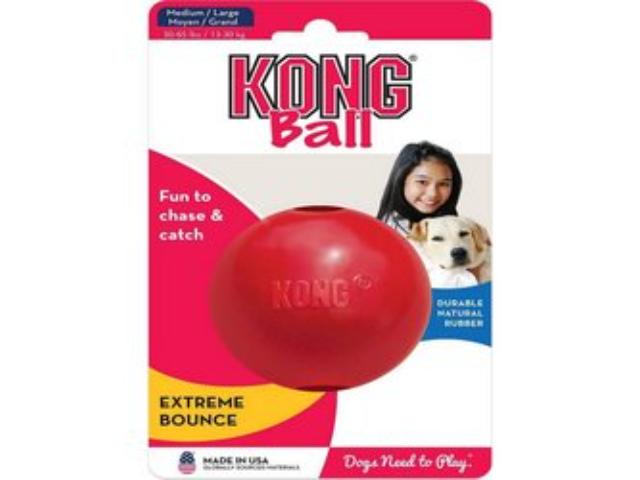 Medium / Large
Moyen / Grand
30-65 lbs / 13-30 kg
KONG®
Ball
Fun to
chase &
catch
KONG®
DURABLE
NATURAL
RUBBER
EXTREME
BOUNCE
MADE IN USA
GLOBALLY SOURCED MATERIALS
Dogs Need to Play.™